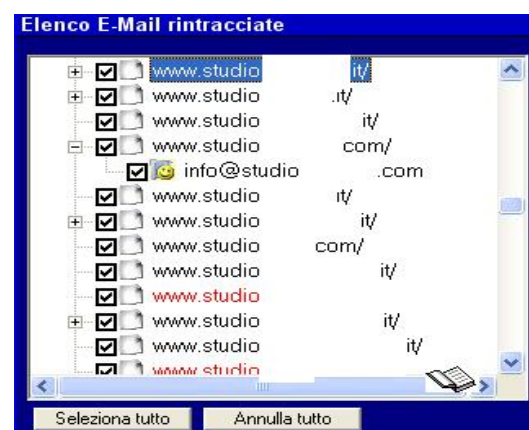 Elenco E-Mail rintracciate
www.studio it/
www.studio .it/
www.studio it/
www.studio com/
info@studio .com
www.studio it/
www.studio it/
www.studio com/
www.studio it/
www.studio
www.studio it/
www.studio it/
www.studio
Seleziona tutto Annulla tutto